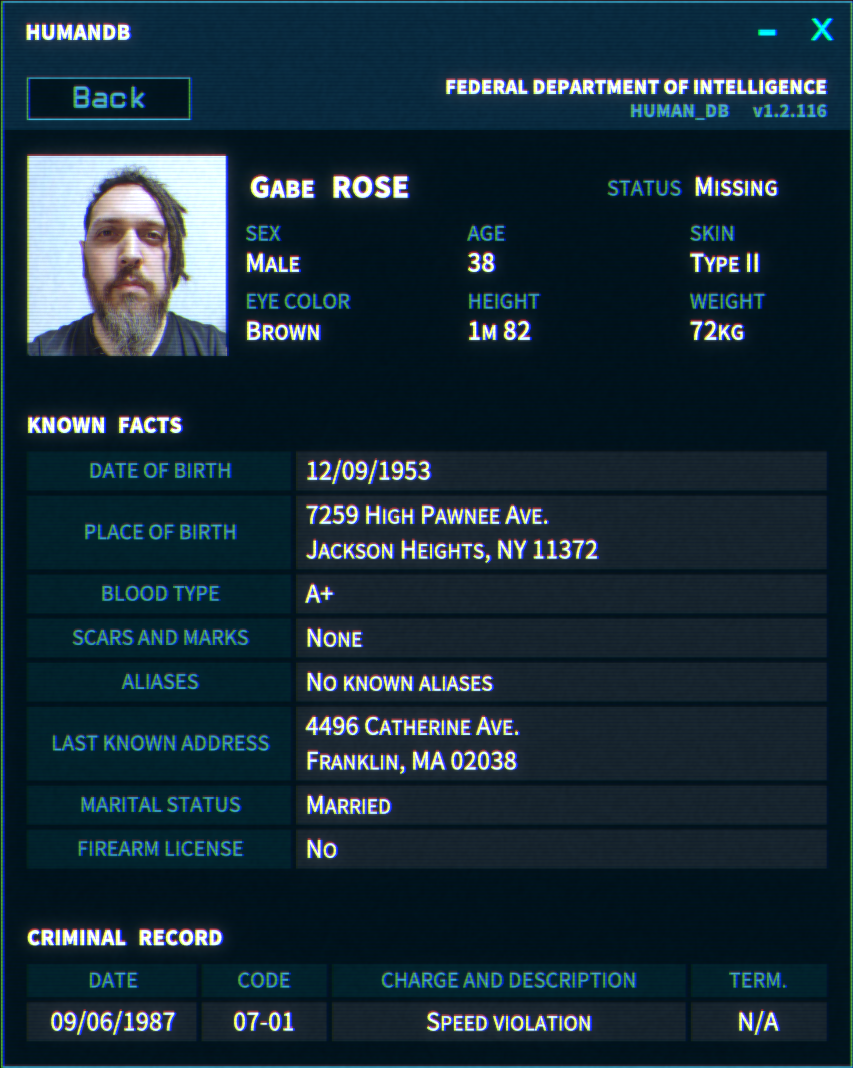 HUMANDB
– X
Back
FEDERAL DEPARTMENT OF INTELLIGENCE
HUMAN_DB v1.2.116
Gabe ROSE
STATUS Missing
SEX AGE SKIN
Male 38 Type II
EYE COLOR HEIGHT WEIGHT
Brown 1m 82 72kg
KNOWN FACTS
DATE OF BIRTH 12/09/1953
PLACE OF BIRTH 7259 High Pawnee Ave.
Jackson Heights, NY 11372
BLOOD TYPE A+
SCARS AND MARKS None
ALIASES No known aliases
LAST KNOWN ADDRESS 4496 Catherine Ave.
Franklin, MA 02038
MARITAL STATUS Married
FIREARM LICENSE No
CRIMINAL RECORD
DATE CODE CHARGE AND DESCRIPTION TERM.
09/06/1987 07-01 Speed violation N/A